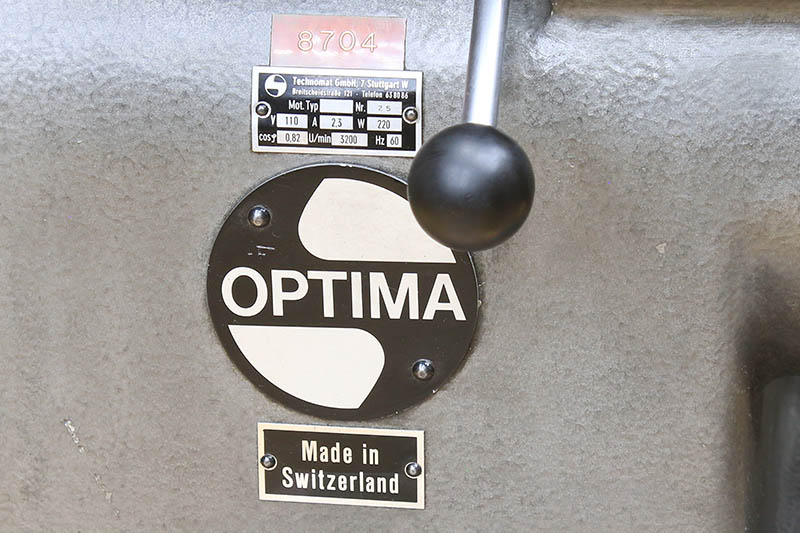 8704
Technomat GmbH, 7 Stuttgart W
Breitscheidstraße 121 - Telefon 63 80 86
Mot. Typ Nr. 25
V 110 A 2,3 W 220
cosφ 0,82 U/min 3200 Hz 60
OPTIMA
Made in
Switzerland